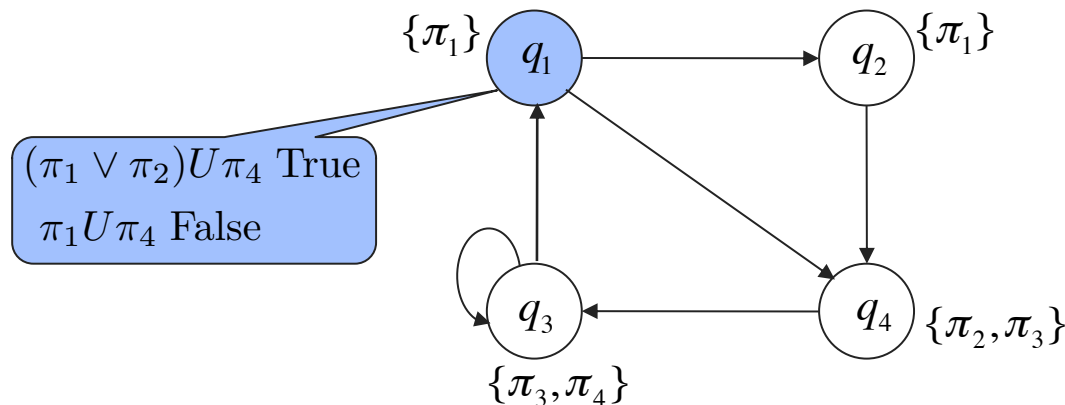 {π₁}
q₁
q₂
{π₁}
(π₁ ∨ π₂)Uπ₄ True
π₁Uπ₄ False
q₃
q₄
{π₂,π₃}
{π₃,π₄}